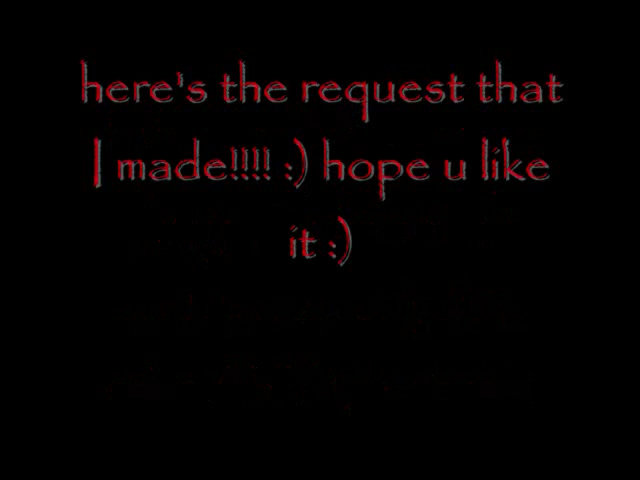 here's the request that
I made!!!! :) hope u like
it :)